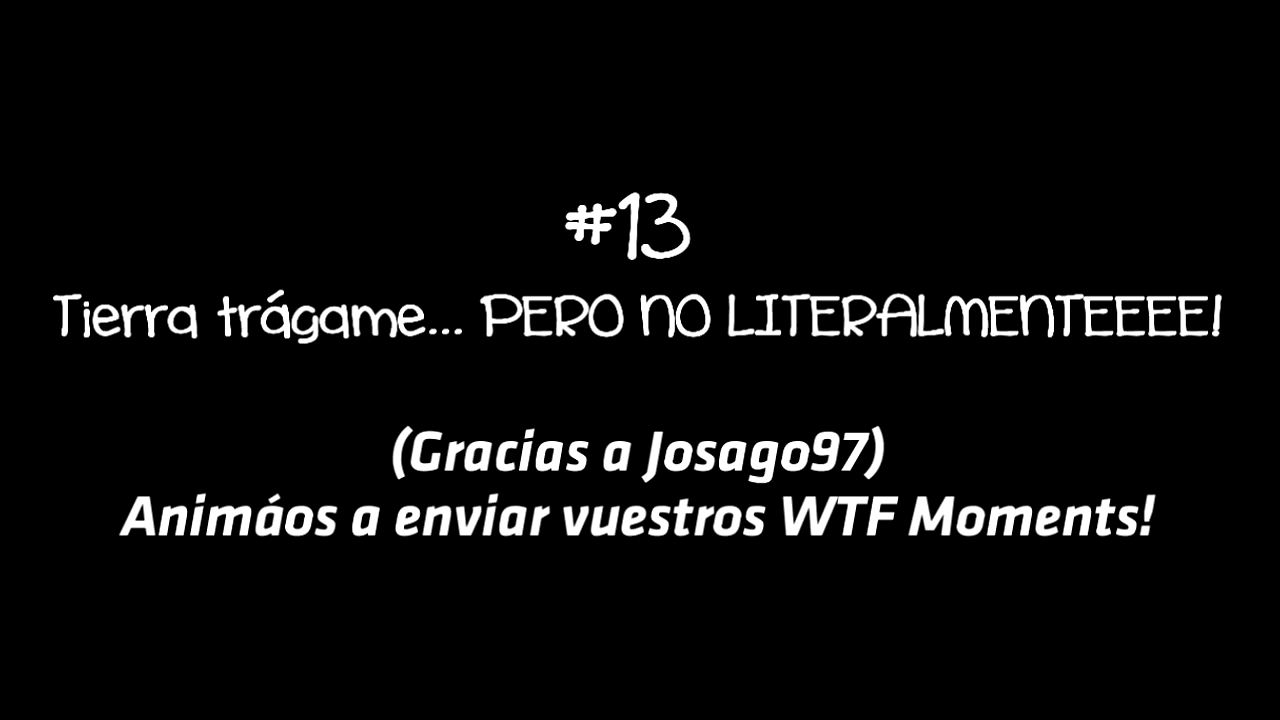 #13
Tierra trágame... PERO NO LITERALMENTEEEE!
(Gracias a Josago97)
Animáos a enviar vuestros WTF Moments!